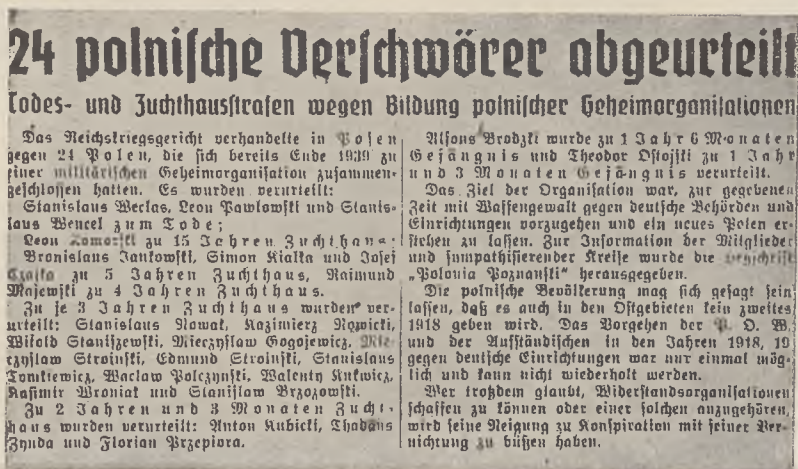 24 polnische Verschwörer abgeurteilt
Todes- und Zuchthausstrafen wegen Bildung polnischer Geheimorganisationen
Das Reichskriegsgericht verhandelte in Posen
gegen 24 Polen, die sich bereits Ende 1939 zu
einer militärischen Geheimorganisation zusammen-
geschlossen hatten. Es wurden verurteilt:
Stanislaus Weclas, Leon Pawlowski und Stanis-
laus Wencel zum Tode;
Leon Komorski zu 15 Jahren Zuchthaus;
Bronislaus Jankowski, Simon Kialka und Josef
zu 5 Jahren Zuchthaus, Raimund
Majewski zu 4 Jahren Zuchthaus.
Zu je 3 Jahren Zuchthaus wurden ver-
urteilt: Stanislaus Nowak, Kazimierz Nowicki,
Witold Staniszewski, Mieczyslaw Gogojewicz, Mie-
czyslaw Stroinski, Edmund Stroinski, Stanislaus
Tomkiewicz, Waclaw Polczynski, Walenty Kukwicz,
Kasimir Wroniak und Stanislaw Brzozowski.
Zu 2 Jahren und 3 Monaten Zucht-
haus wurden verurteilt: Anton Kubicki, Thadäus
Zynda und Florian Przepiora.
Alfons Brodzki wurde zu 1 Jahr 6 Monaten
Gefängnis und Theodor Ostojski zu 1 Jahr
und 3 Monaten Gefängnis verurteilt.
Das Ziel der Organisation war, zur gegebenen
Zeit mit Waffengewalt gegen deutsche Behörden und
Einrichtungen vorzugehen und ein neues Polen er-
stehen zu lassen. Zur Information der Mitglieder
und sympathisierender Kreise wurde die
„Polonia Poznanski“ herausgegeben.
Die polnische Bevölkerung mag sich gesagt sein
lassen, daß es auch in den Ostgebieten kein zweites
1918 geben wird. Das Vorgehen der P. O. W.
und der Aufständischen in den Jahren 1918/19
gegen deutsche Einrichtungen war nur einmal mög-
lich und kann nicht wiederholt werden.
Wer trotzdem glaubt, Widerstandsorganisationen
schaffen zu können oder einer solchen anzugehören,
wird seine Neigung zu Konspiration mit seiner Ver-
nichtung zu büßen haben.